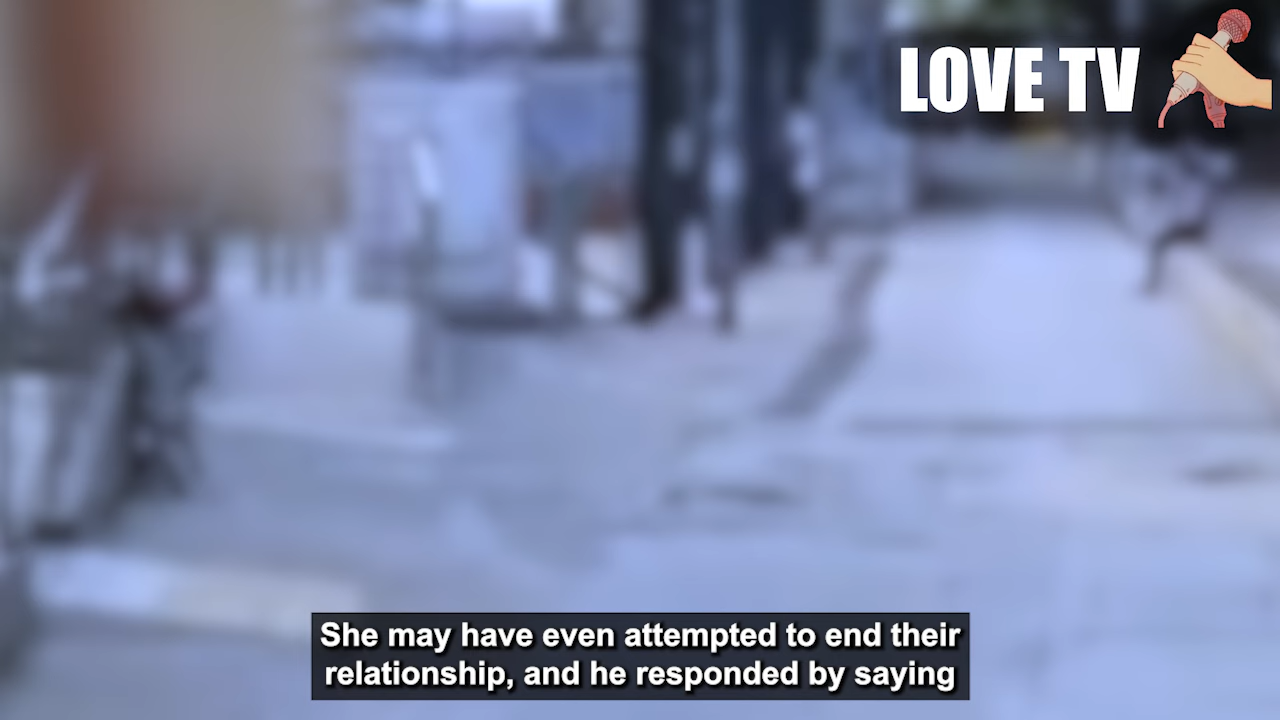 LOVE TV
She may have even attempted to end their
relationship, and he responded by saying